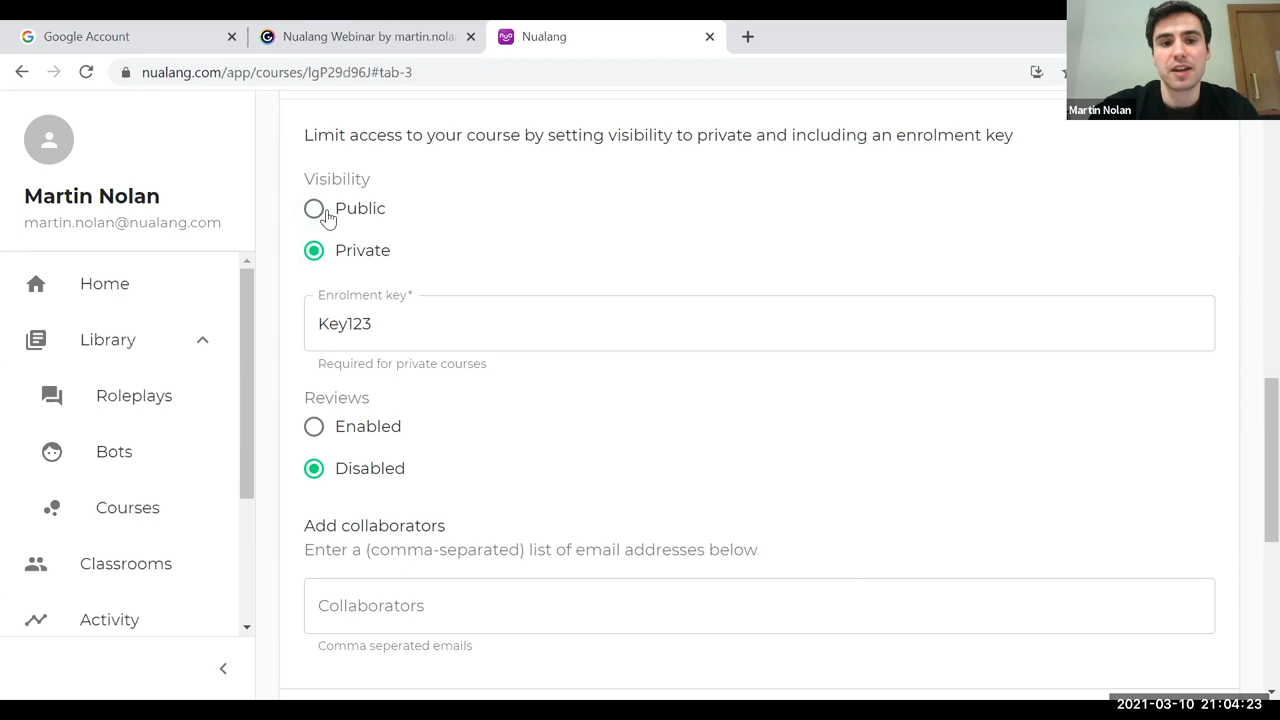 Google Account
Nualang Webinar by martin.nola
Nualang
nualang.com/app/courses/lgP29d96J#tab-3
Martin Nolan
Martin Nolan
martin.nolan@nualang.com
Home
Library
Roleplays
Bots
Courses
Classrooms
Activity
Limit access to your course by setting visibility to private and including an enrolment key
Visibility
Public
Private
Enrolment key*
Key123
Required for private courses
Reviews
Enabled
Disabled
Add collaborators
Enter a (comma-separated) list of email addresses below
Collaborators
Comma seperated emails
2021-03-10 21:04:23